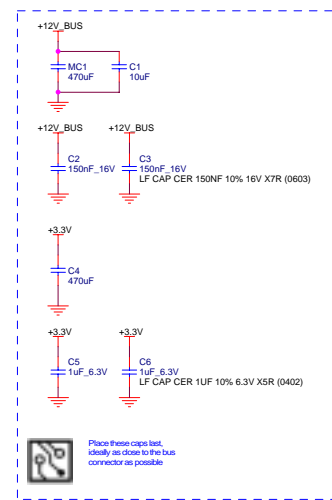 +12V_BUS
MC1 C1
470uF 10uF
+12V_BUS +12V_BUS
C2 C3
150nF_16V 150nF_16V
LF CAP CER 150NF 10% 16V X7R (0603)
+3.3V
C4
470uF
+3.3V +3.3V
C5 C6
1uF_6.3V 1uF_6.3V
LF CAP CER 1UF 10% 6.3V X5R (0402)
Place these caps last,
ideally as close to the bus
connector as possible